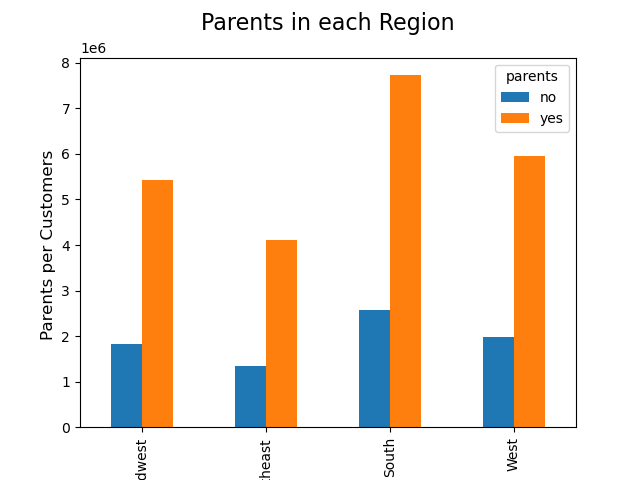 Parents in each Region
1e6
8
7
6
5
4
3
2
1
0
Parents per Customers
parents
no
yes
dwest
theast
South
West